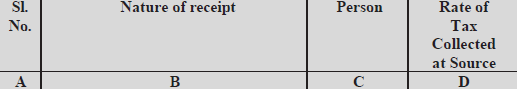 Sl. Nature of receipt Person Rate of
No. Tax
Collected
at Source
A B C D